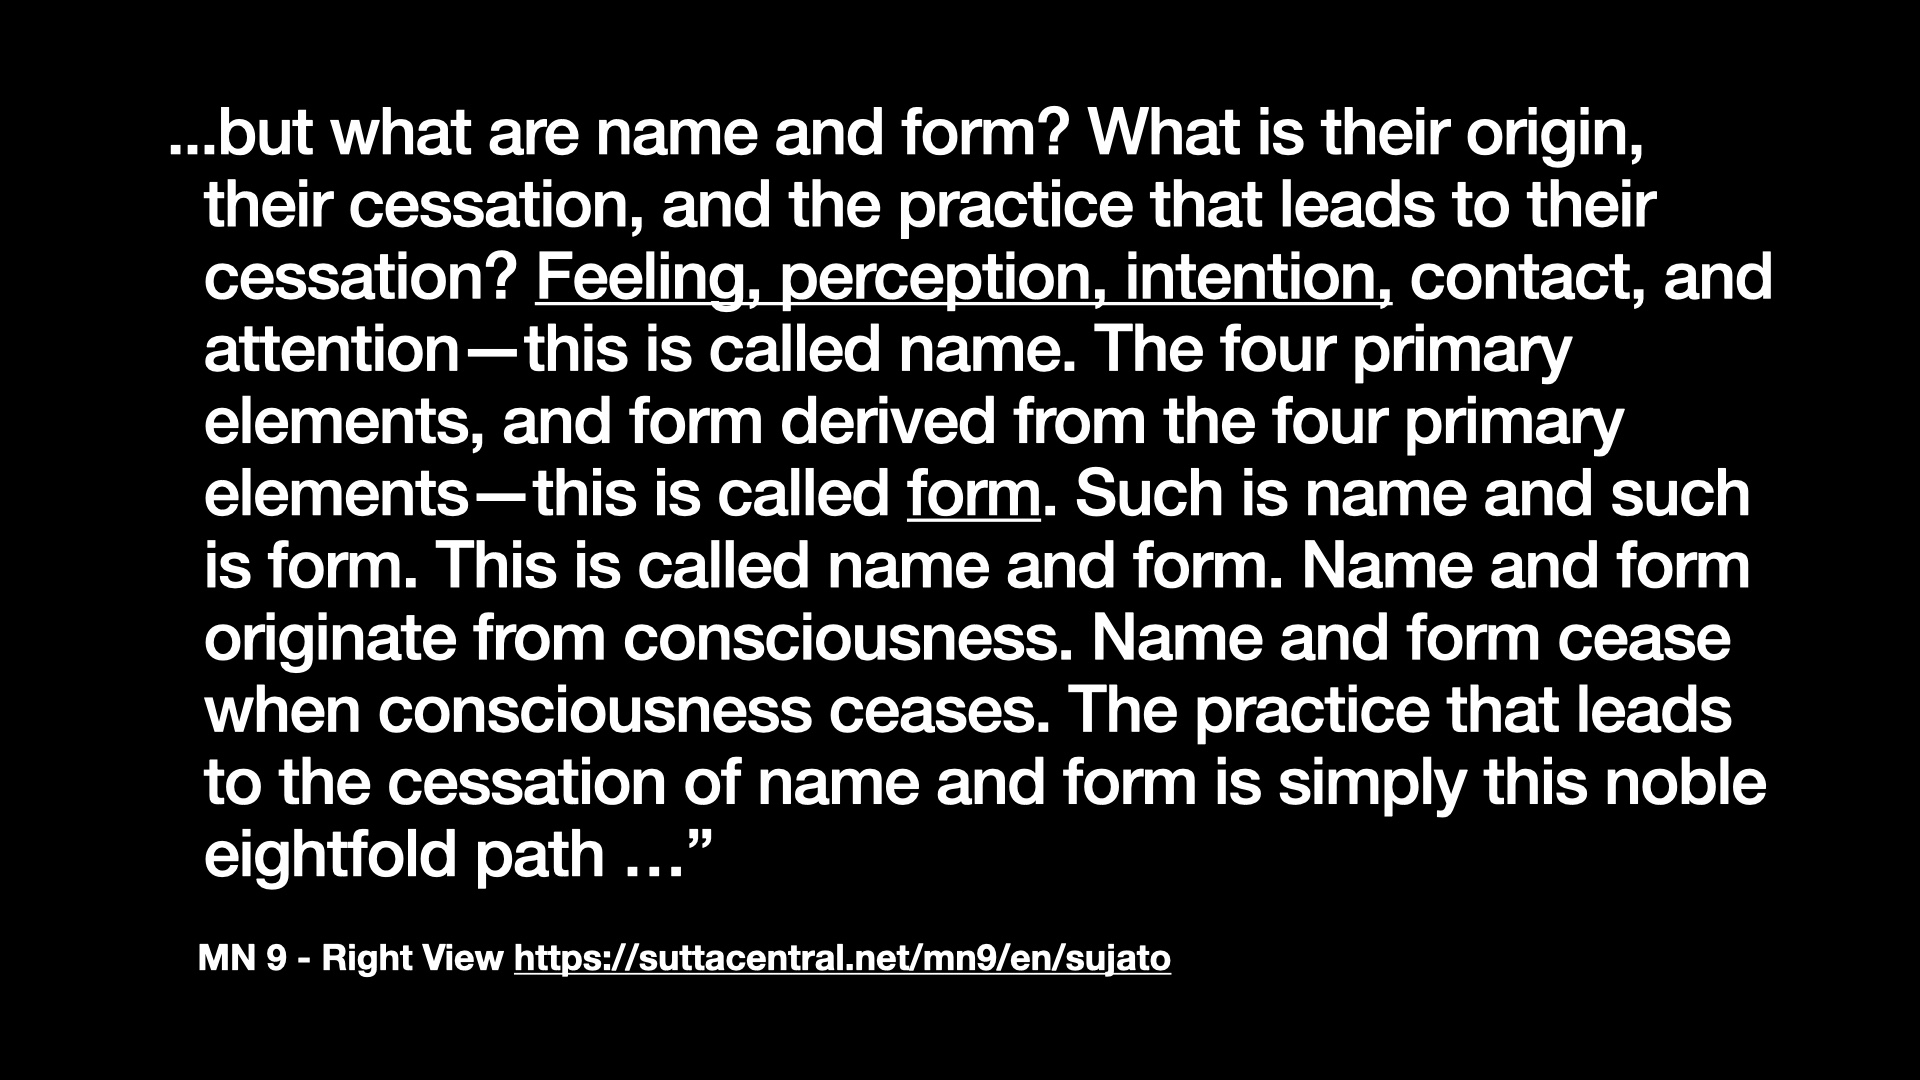 ...but what are name and form? What is their origin,
their cessation, and the practice that leads to their
cessation? Feeling, perception, intention, contact, and
attention—this is called name. The four primary
elements, and form derived from the four primary
elements—this is called form. Such is name and such
is form. This is called name and form. Name and form
originate from consciousness. Name and form cease
when consciousness ceases. The practice that leads
to the cessation of name and form is simply this noble
eightfold path …”
MN 9 - Right View https://suttacentral.net/mn9/en/sujato